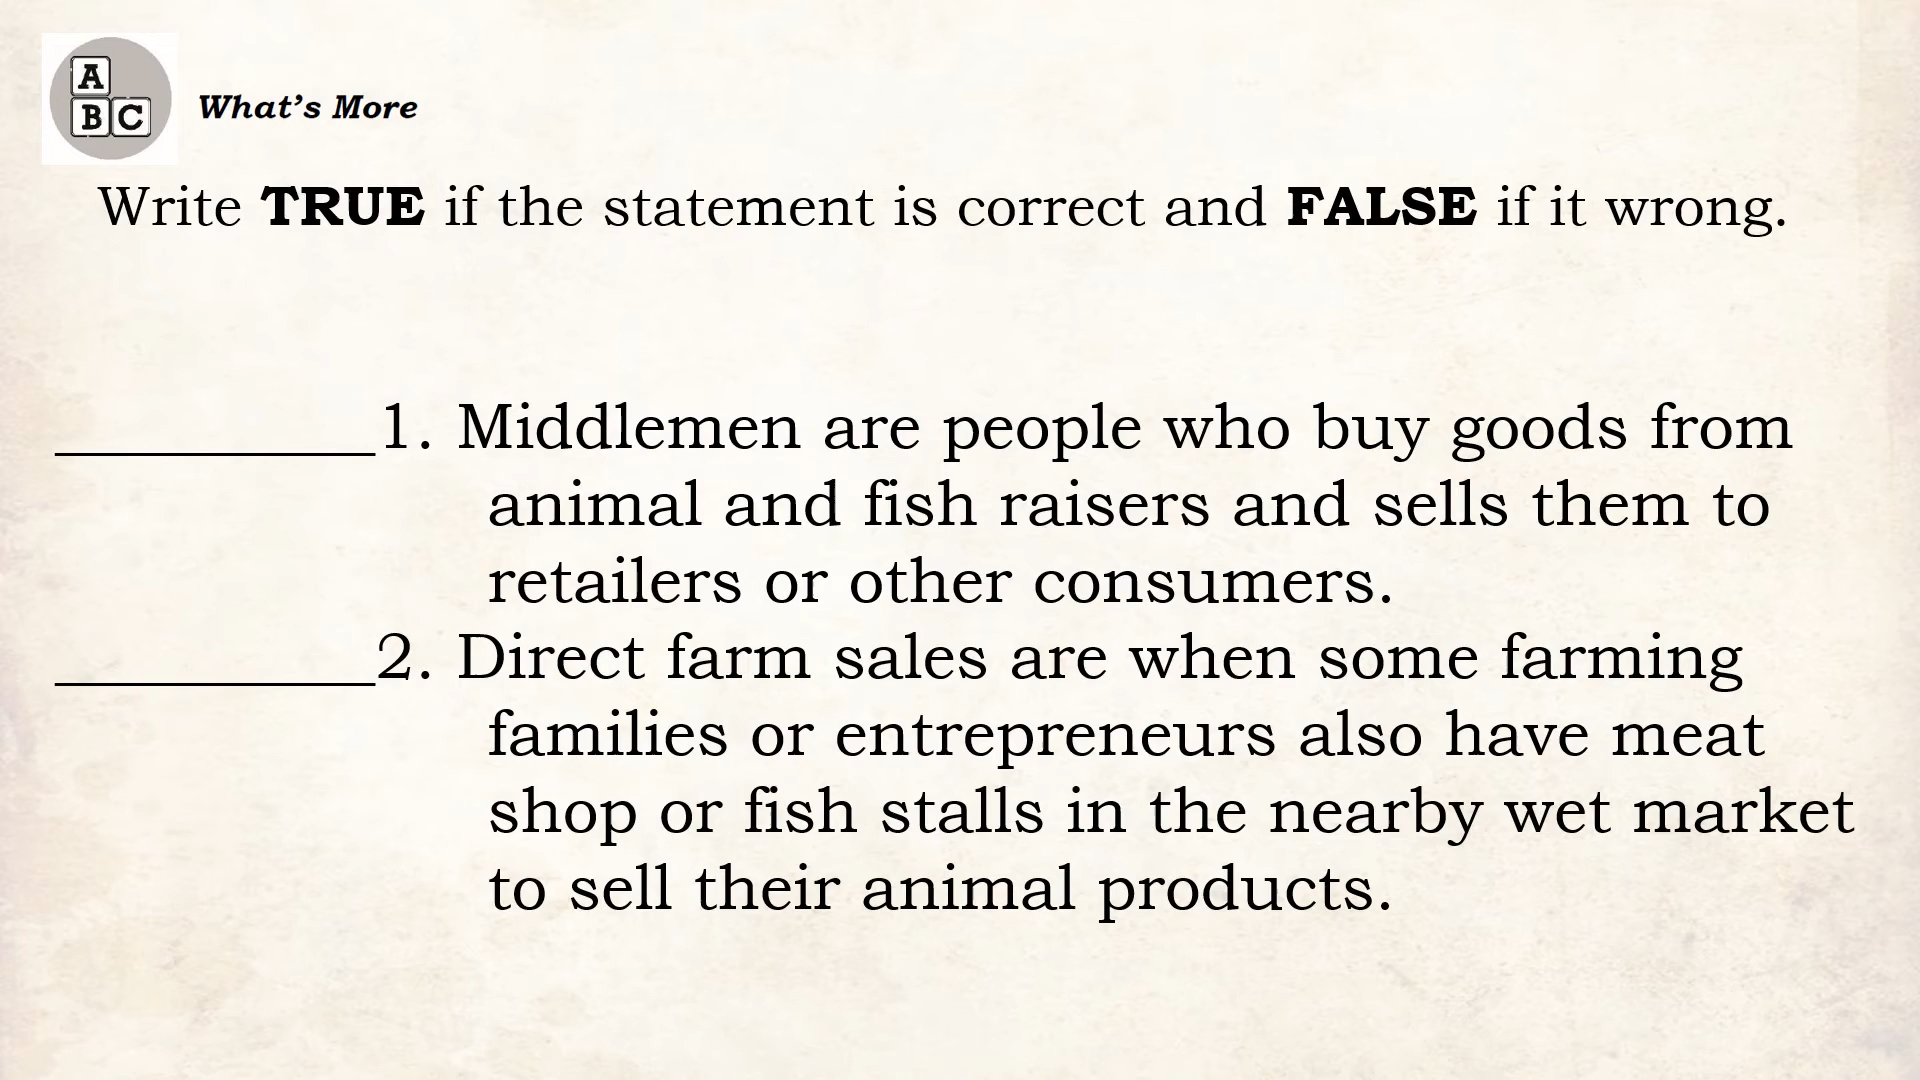 A
B C
What's More
Write TRUE if the statement is correct and FALSE if it wrong.
__________1. Middlemen are people who buy goods from
animal and fish raisers and sells them to
retailers or other consumers.
__________2. Direct farm sales are when some farming
families or entrepreneurs also have meat
shop or fish stalls in the nearby wet market
to sell their animal products.